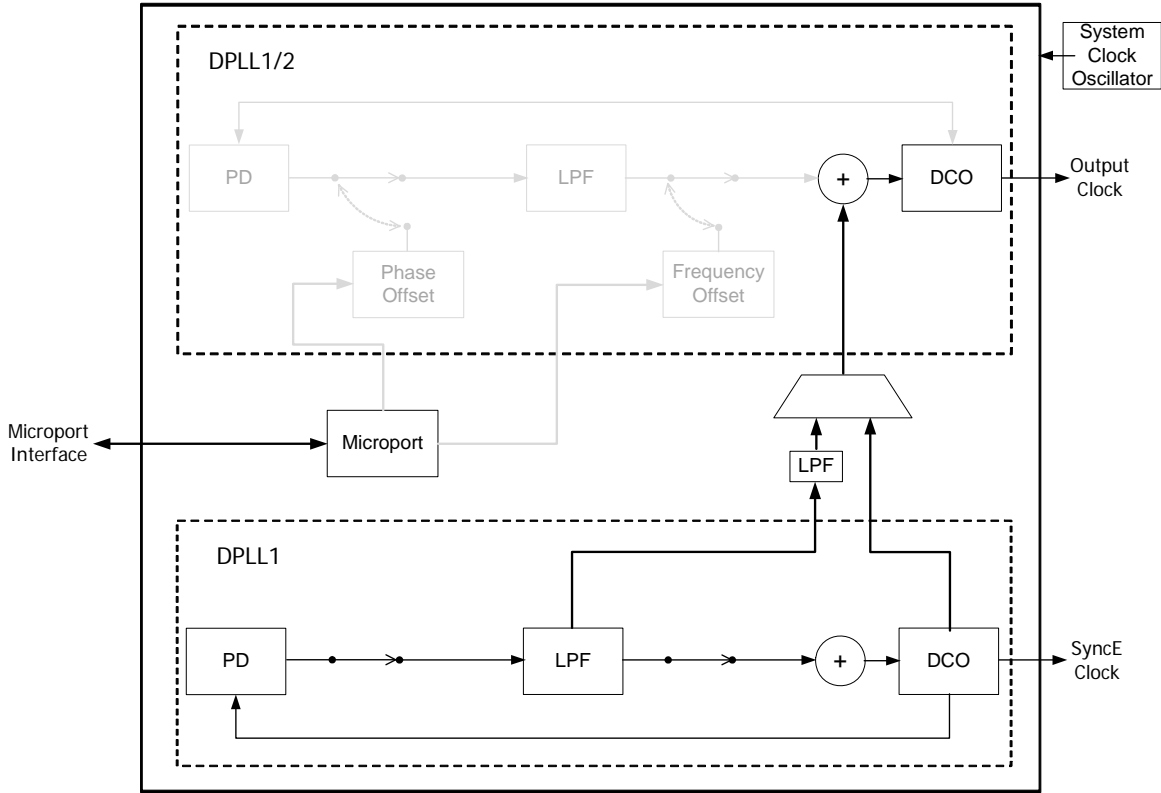 System
Clock
Oscillator
DPLL1/2
PD
LPF
+
DCO
Output
Clock
Phase
Offset
Frequency
Offset
Microport
Interface
Microport
LPF
DPLL1
PD
LPF
+
DCO
SyncE
Clock